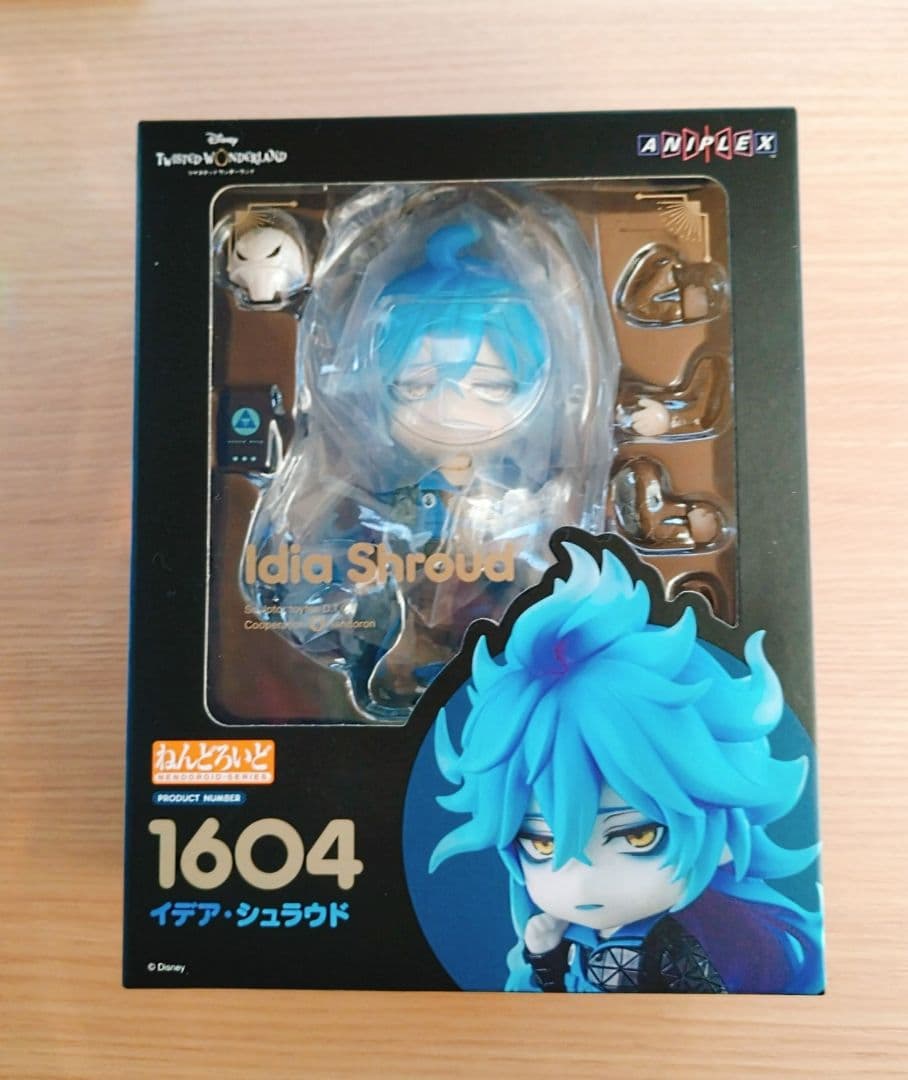 Disney
TWISTED WONDERLAND
ツイステッドワンダーランド
ANIPLEX
Idia Shroud
Cooperation
ねんどろいど
NENDOROID SERIES
PRODUCT NUMBER
1604
イデア・シュラウド
© Disney